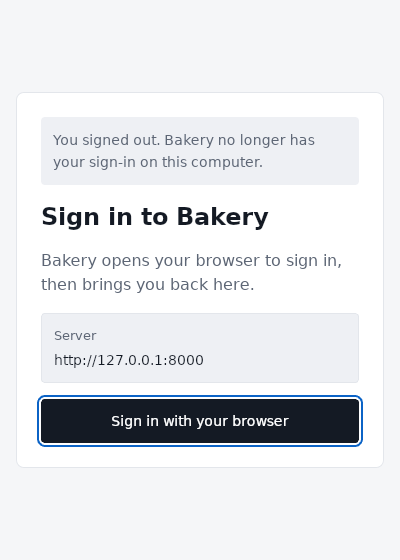 You signed out. Bakery no longer has
your sign-in on this computer.
Sign in to Bakery
Bakery opens your browser to sign in,
then brings you back here.
Server
http://127.0.0.1:8000
Sign in with your browser